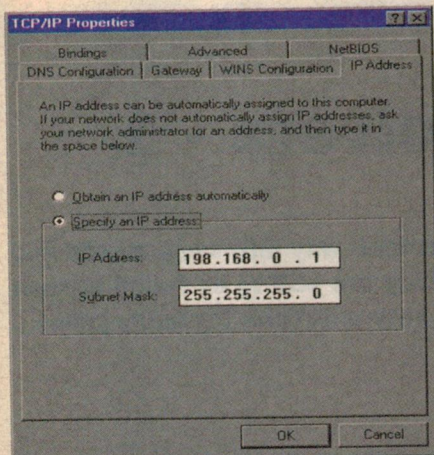 TCP/IP Properties
Bindings Advanced NetBIOS
DNS Configuration Gateway WINS Configuration IP Address
An IP address can be automatically assigned to this computer.
If your network does not automatically assign IP addresses, ask
your network administrator for an address, and then type it in
the space below.
Obtain an IP address automatically
Specify an IP address:
IP Address: 198.168. 0 . 1
Subnet Mask: 255.255.255. 0
OK Cancel